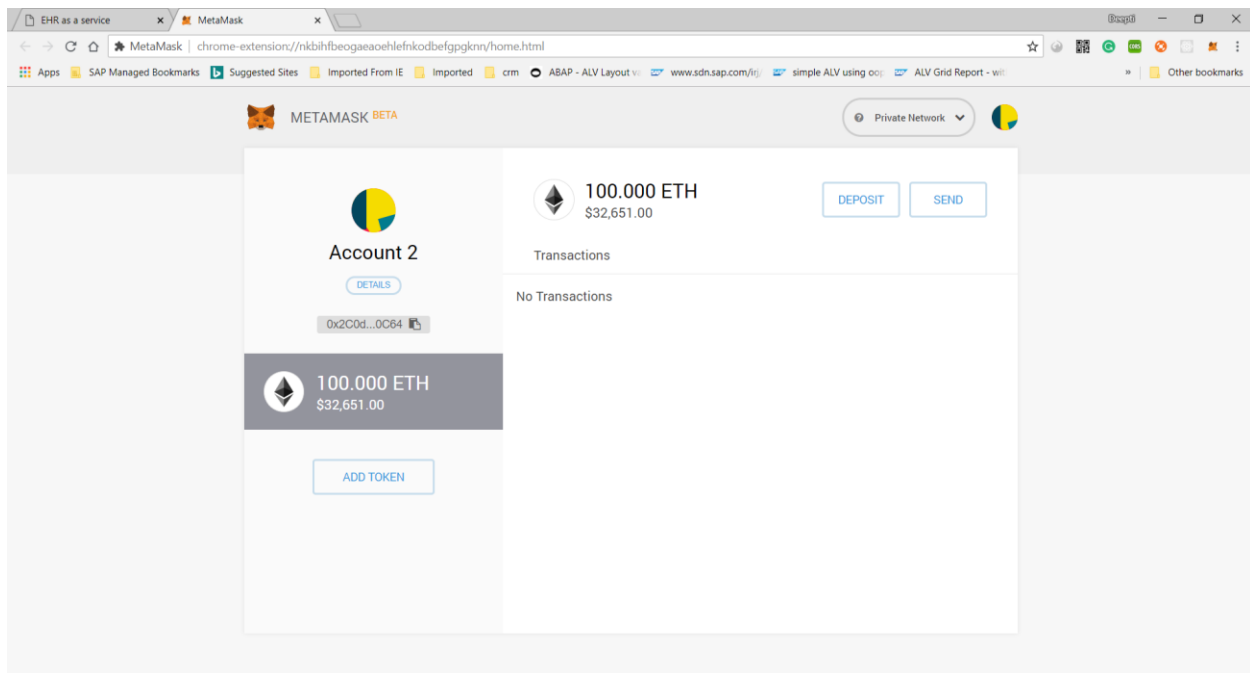 EHR as a service
MetaMask
MetaMask | chrome-extension://nkbihfbeogaeaoehlefnkodbefgpgknn/home.html
Apps SAP Managed Bookmarks Suggested Sites Imported From IE Imported crm ABAP - ALV Layout www.sdn.sap.com/irj/ simple ALV using oop ALV Grid Report - wit » Other bookmarks
METAMASK BETA
Private Network
100.000 ETH
$32,651.00
DEPOSIT
SEND
Account 2
DETAILS
0x2C0d...0C64
Transactions
No Transactions
100.000 ETH
$32,651.00
ADD TOKEN